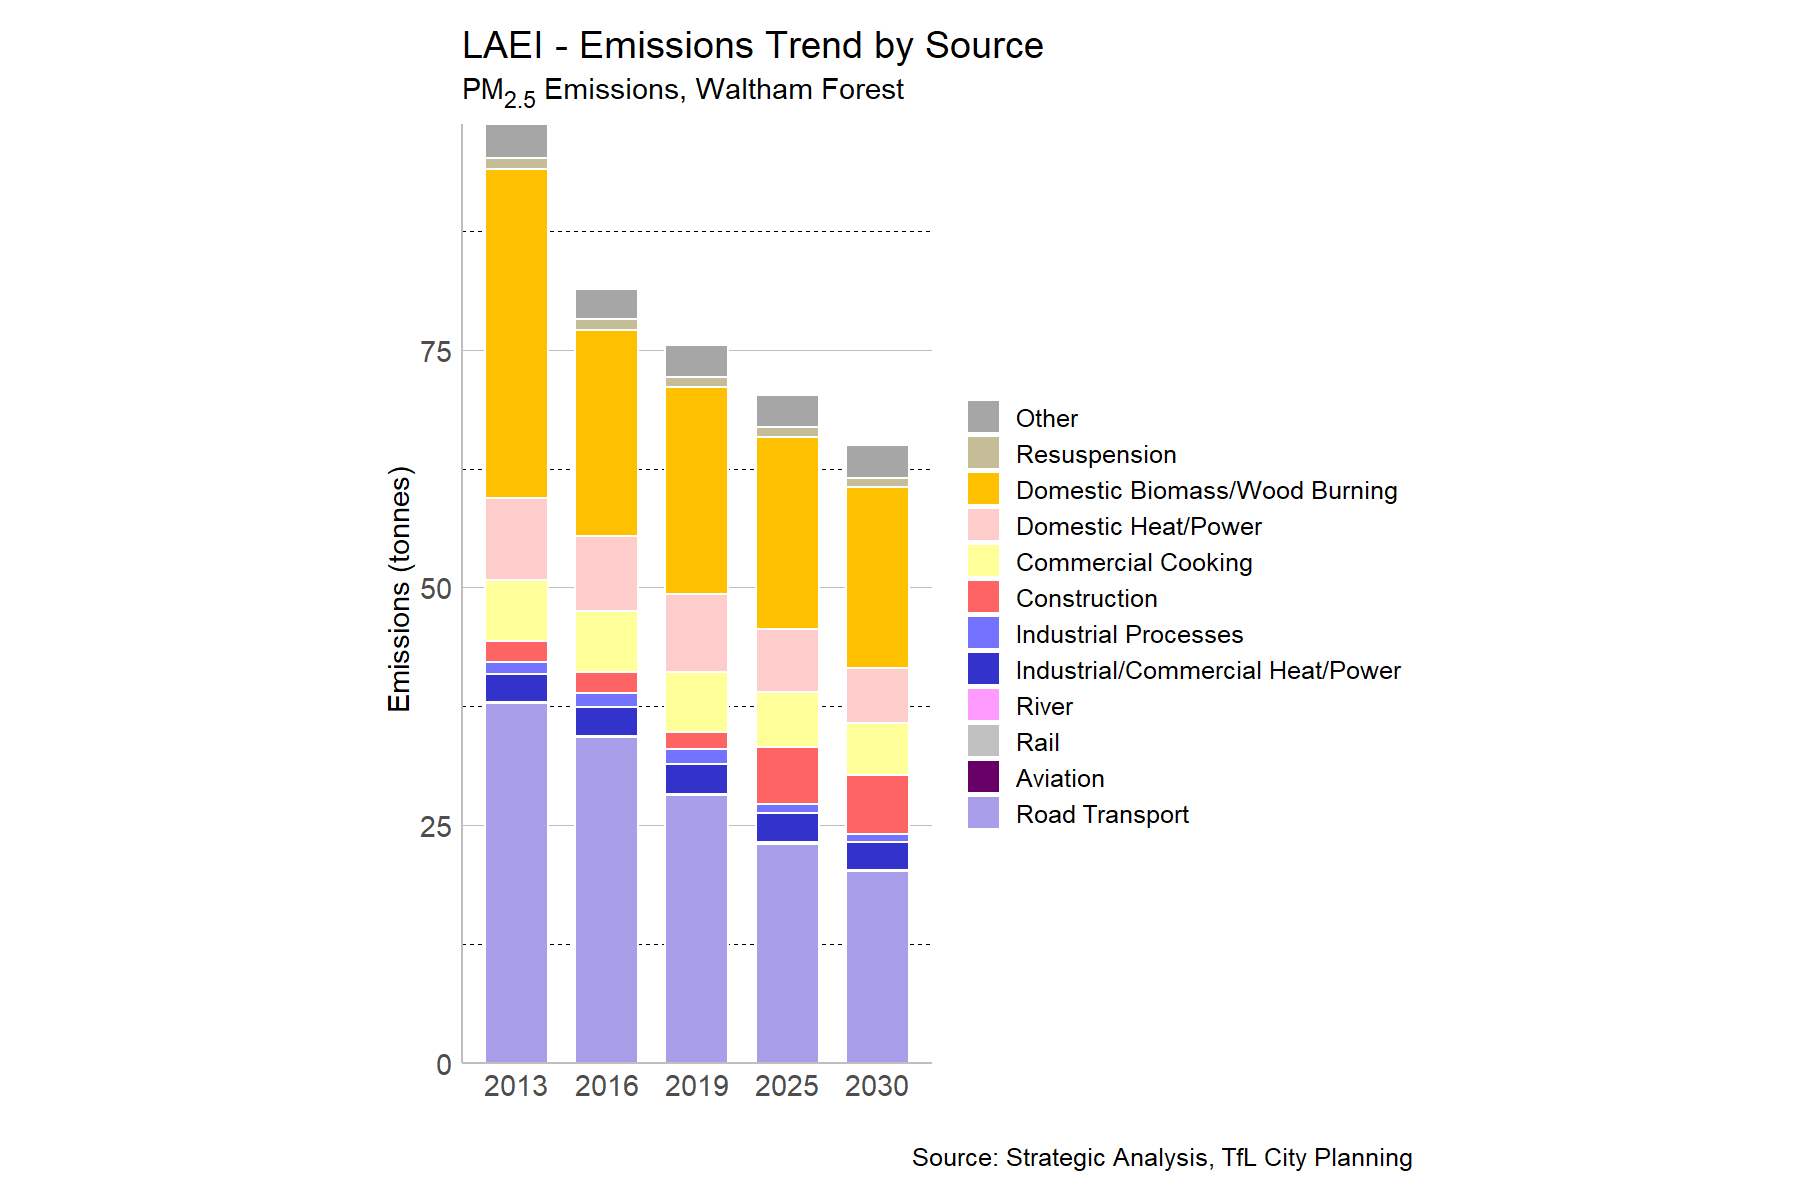 LAEI - Emissions Trend by Source
PM2.5 Emissions, Waltham Forest
Emissions (tonnes)
75
50
25
0
2013 2016 2019 2025 2030
Other
Resuspension
Domestic Biomass/Wood Burning
Domestic Heat/Power
Commercial Cooking
Construction
Industrial Processes
Industrial/Commercial Heat/Power
River
Rail
Aviation
Road Transport
Source: Strategic Analysis, TfL City Planning